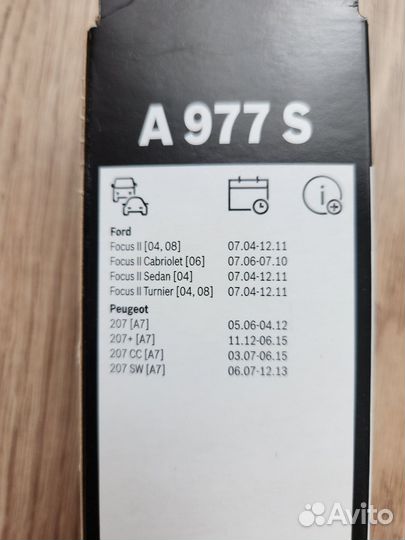 A 977 S
Ford
Focus II [04, 08] 07.04-12.11
Focus II Cabriolet [06] 07.06-07.10
Focus II Sedan [04] 07.04-12.11
Focus II Turnier [04, 08] 07.04-12.11
Peugeot
207 [A7] 05.06-04.12
207+ [A7] 11.12-06.15
207 CC [A7] 03.07-06.15
207 SW [A7] 06.07-12.13
Avito